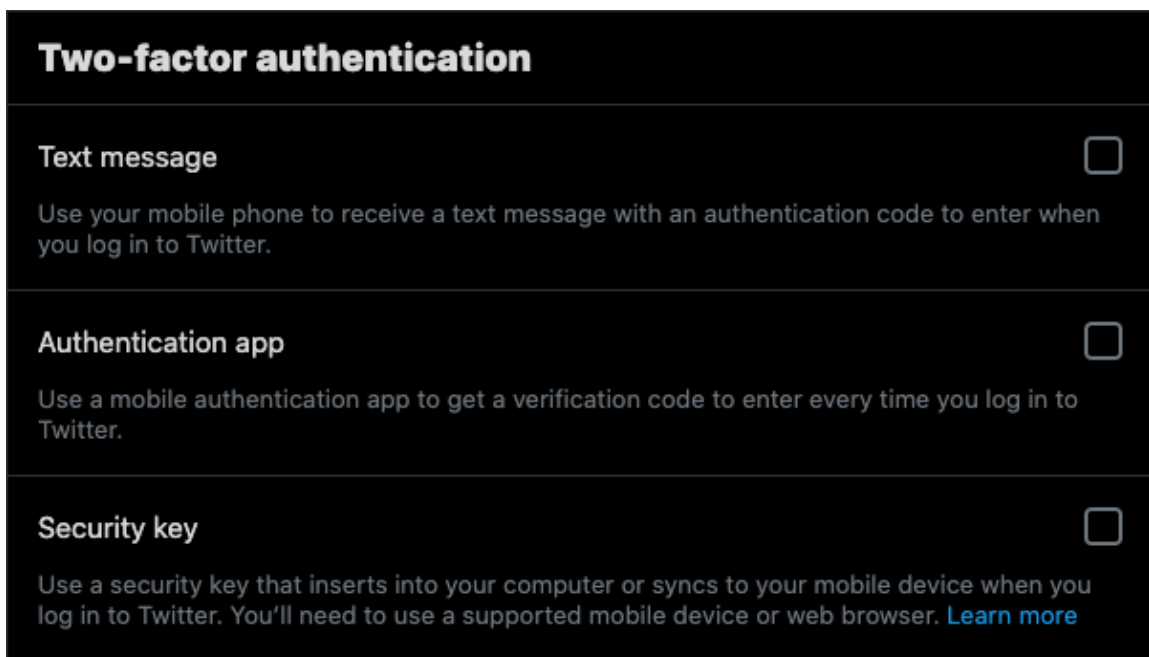 Two-factor authentication
Text message
Use your mobile phone to receive a text message with an authentication code to enter when
you log in to Twitter.
Authentication app
Use a mobile authentication app to get a verification code to enter every time you log in to
Twitter.
Security key
Use a security key that inserts into your computer or syncs to your mobile device when you
log in to Twitter. You’ll need to use a supported mobile device or web browser. Learn more